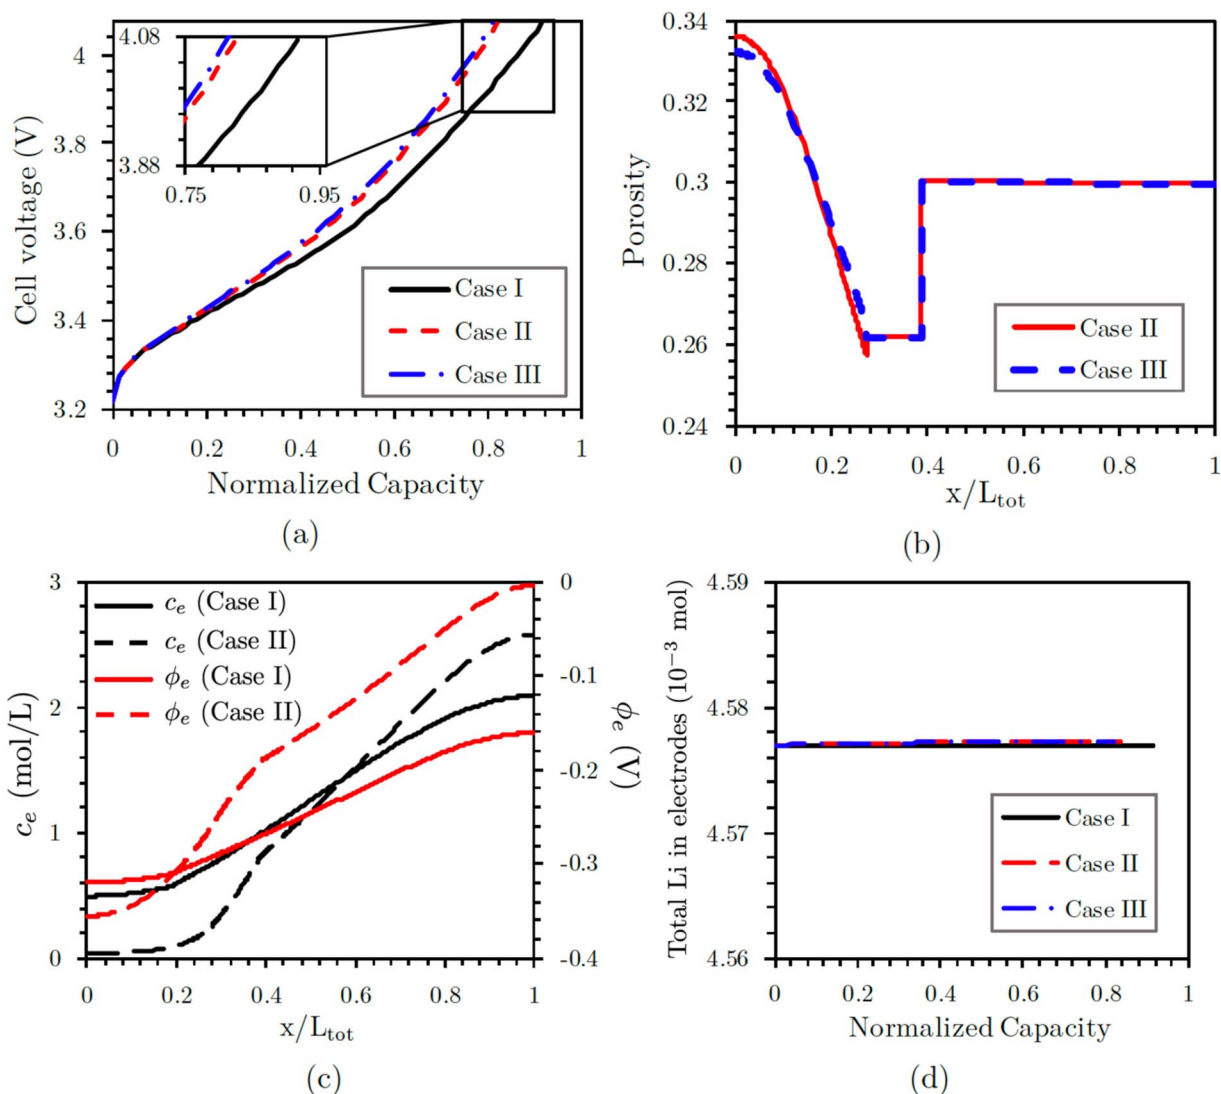 4.08
3.88
0.75
0.95
4
3.8
3.6
3.4
3.2
Cell voltage (V)
Case I
Case II
Case III
0
0.2
0.4
0.6
0.8
1
Normalized Capacity
(a)
0.34
0.32
0.3
0.28
0.26
0.24
Porosity
Case II
Case III
0
0.2
0.4
0.6
0.8
1
x/Ltot
(b)
3
2
1
0
cₑ (mol/L)
cₑ (Case I)
cₑ (Case II)
ϕₑ (Case I)
ϕₑ (Case II)
0
-0.1
-0.2
-0.3
-0.4
ϕₑ (V)
0
0.2
0.4
0.6
0.8
1
x/Ltot
(c)
4.59
4.58
4.57
4.56
Total Li in electrodes (10⁻³ mol)
Case I
Case II
Case III
0
0.2
0.4
0.6
0.8
1
Normalized Capacity
(d)